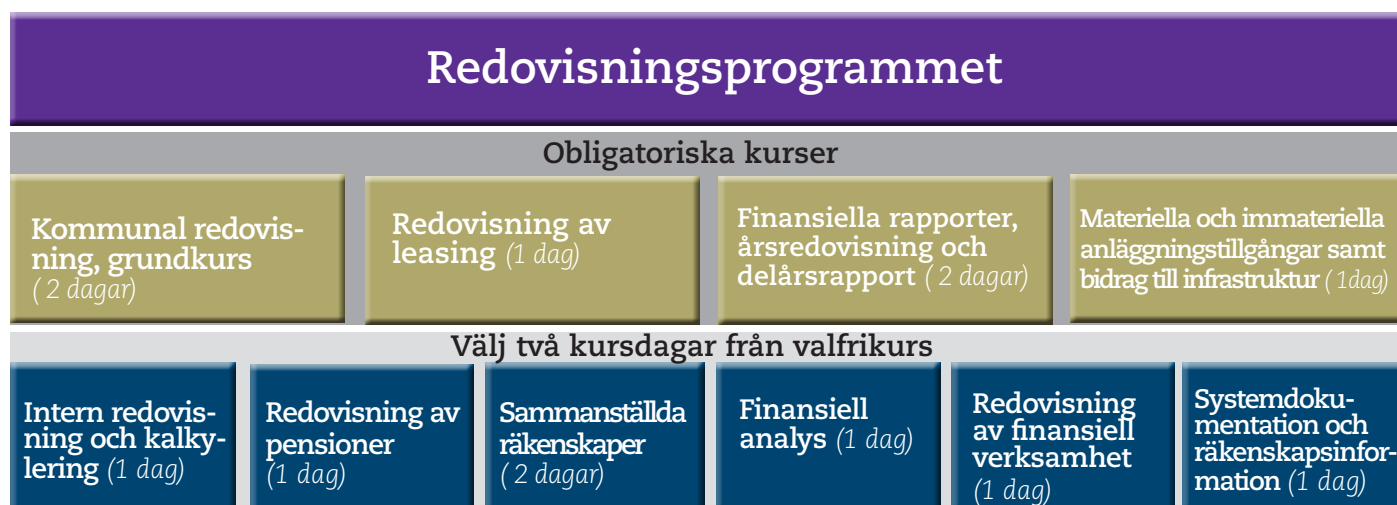 Redovisningsprogrammet
Obligatoriska kurser
Kommunal redovis-
ning, grundkurs
( 2 dagar)
Redovisning av
leasing (1 dag)
Finansiella rapporter,
årsredovisning och
delårsrapport ( 2 dagar)
Materiella och immateriella
anläggningstillgångar samt
bidrag till infrastruktur ( 1dag)
Välj två kursdagar från valfrikurs
Intern redovis-
ning och kalky-
lering (1 dag)
Redovisning av
pensioner
(1 dag)
Sammanställda
räkenskaper
( 2 dagar)
Finansiell
analys (1 dag)
Redovisning
av finansiell
verksamhet
(1 dag)
Systemdoku-
mentation och
räkenskapsinfor-
mation (1 dag)